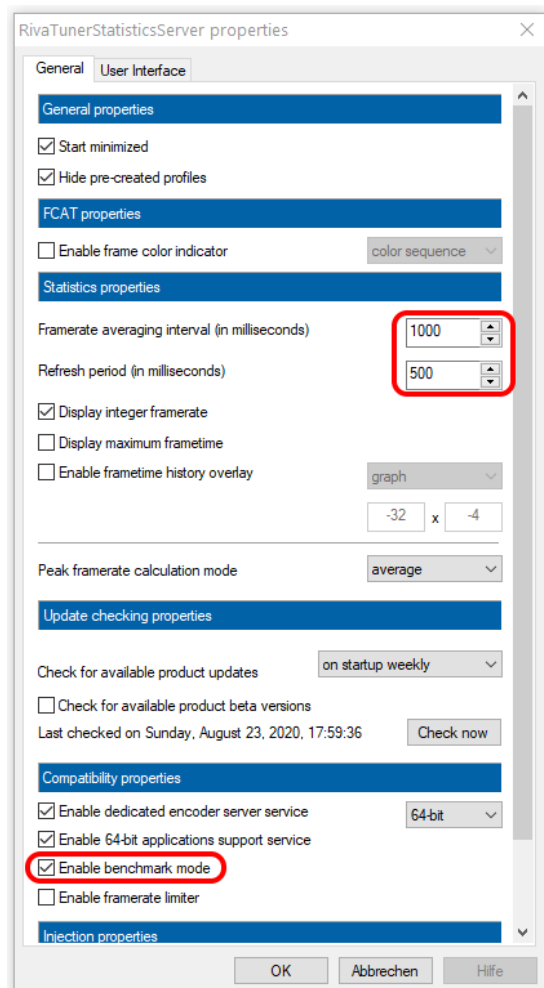 RivaTunerStatisticsServer properties
General User Interface
General properties
Start minimized
Hide pre-created profiles
FCAT properties
Enable frame color indicator color sequence
Statistics properties
Framerate averaging interval (in milliseconds) 1000
Refresh period (in milliseconds) 500
Display integer framerate
Display maximum frametime
Enable frametime history overlay graph
-32 x -4
Peak framerate calculation mode average
Update checking properties
Check for available product updates on startup weekly
Check for available product beta versions
Last checked on Sunday, August 23, 2020, 17:59:36 Check now
Compatibility properties
Enable dedicated encoder server service 64-bit
Enable 64-bit applications support service
Enable benchmark mode
Enable framerate limiter
Injection properties
OK Abbrechen Hilfe